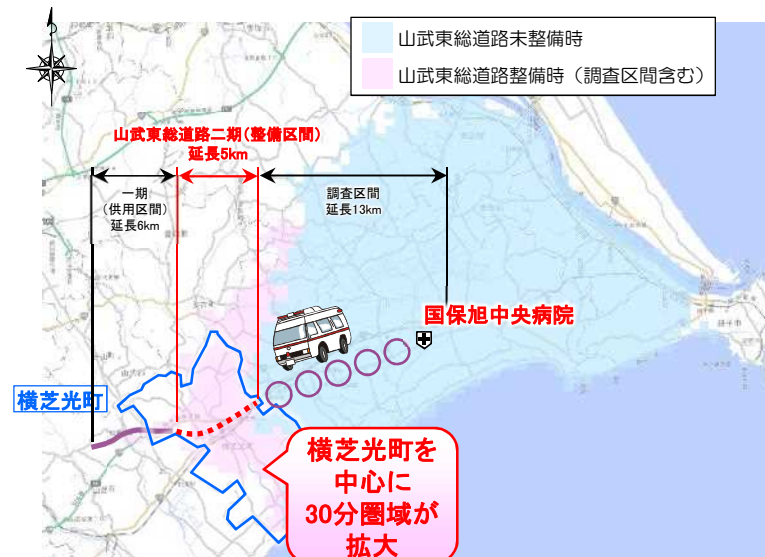 山武東総道路未整備時
山武東総道路整備時（調査区間含む）
山武東総道路二期（整備区間）
延長5km
一期
（供用区間）
延長6km
調査区間
延長13km
国保旭中央病院
横芝光町
横芝光町を
中心に
30分圏域が
拡大